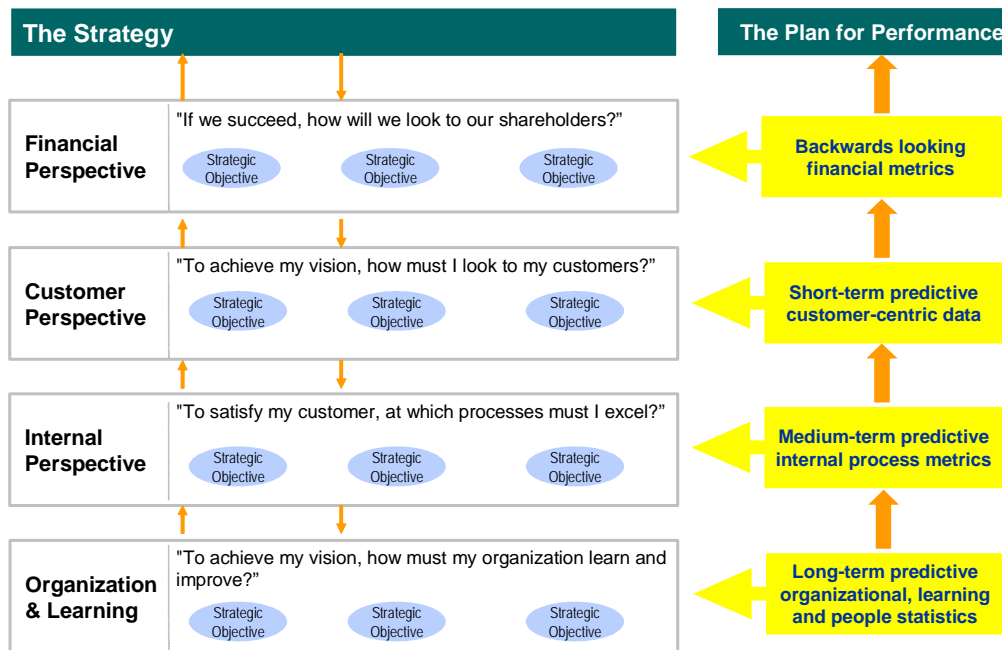 The Strategy
The Plan for Performance
Financial
Perspective
"If we succeed, how will we look to our shareholders?”
Strategic
Objective
Strategic
Objective
Strategic
Objective
Backwards looking
financial metrics
Customer
Perspective
"To achieve my vision, how must I look to my customers?”
Strategic
Objective
Strategic
Objective
Strategic
Objective
Short-term predictive
customer-centric data
Internal
Perspective
"To satisfy my customer, at which processes must I excel?”
Strategic
Objective
Strategic
Objective
Strategic
Objective
Medium-term predictive
internal process metrics
Organization
& Learning
"To achieve my vision, how must my organization learn and
improve?”
Strategic
Objective
Strategic
Objective
Strategic
Objective
Long-term predictive
organizational, learning
and people statistics